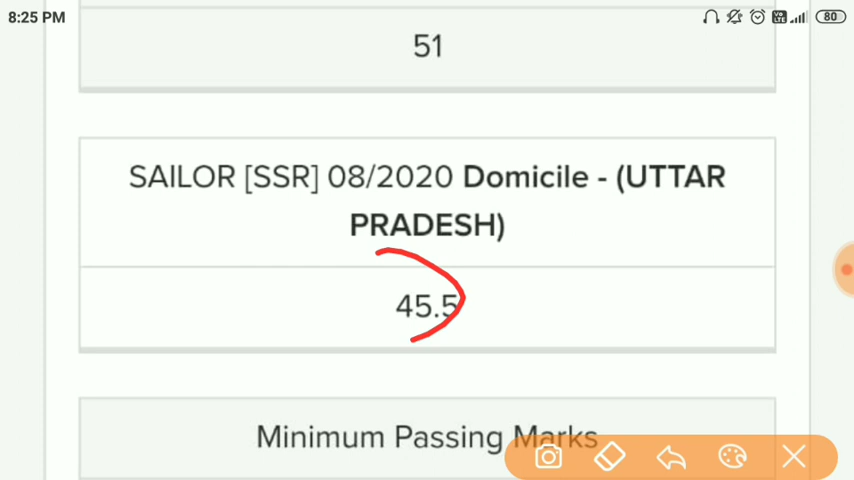 8:25 PM
80
51
SAILOR [SSR] 08/2020 Domicile - (UTTAR
PRADESH)
45.5
Minimum Passing Marks